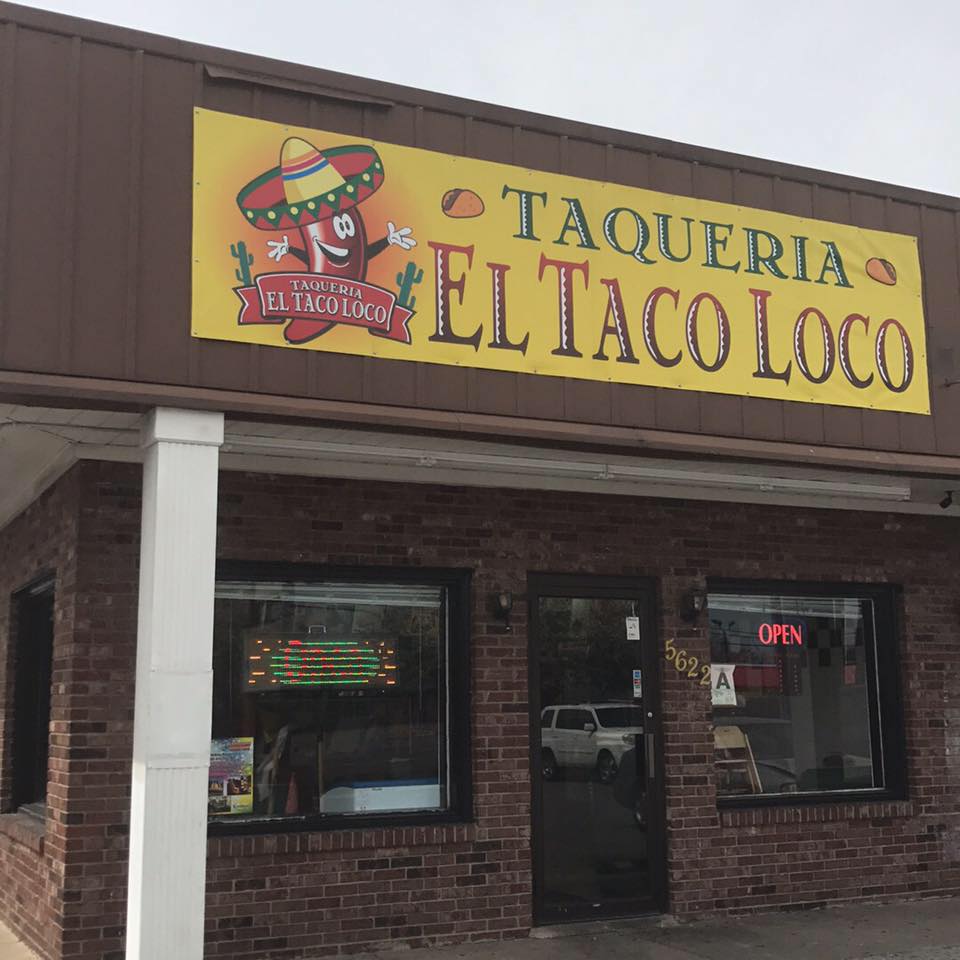 TAQUERIA
EL TACO LOCO
TAQUERIA
EL TACO LOCO
OPEN
5622
A